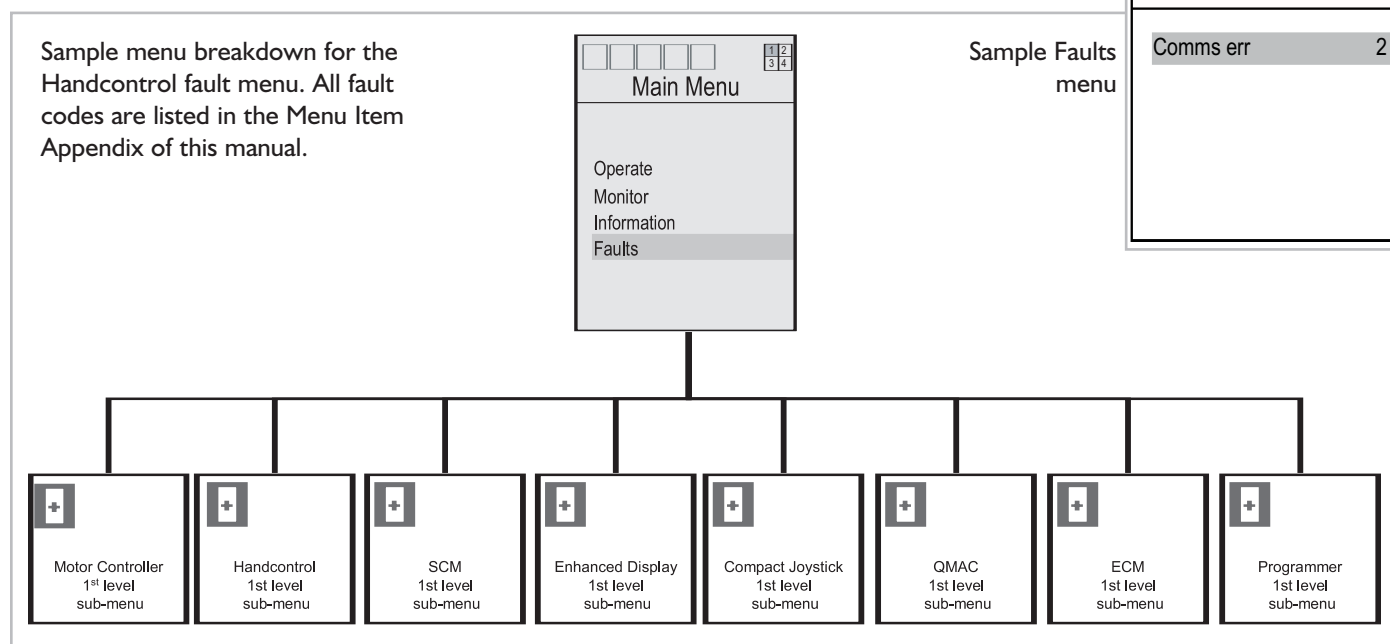 Sample menu breakdown for the
Handcontrol fault menu. All fault
codes are listed in the Menu Item
Appendix of this manual.
1 2
3 4
Main Menu
Operate
Monitor
Information
Faults
Sample Faults
menu
Comms err 2
Motor Controller
1st level
sub-menu
Handcontrol
1st level
sub-menu
SCM
1st level
sub-menu
Enhanced Display
1st level
sub-menu
Compact Joystick
1st level
sub-menu
QMAC
1st level
sub-menu
ECM
1st level
sub-menu
Programmer
1st level
sub-menu